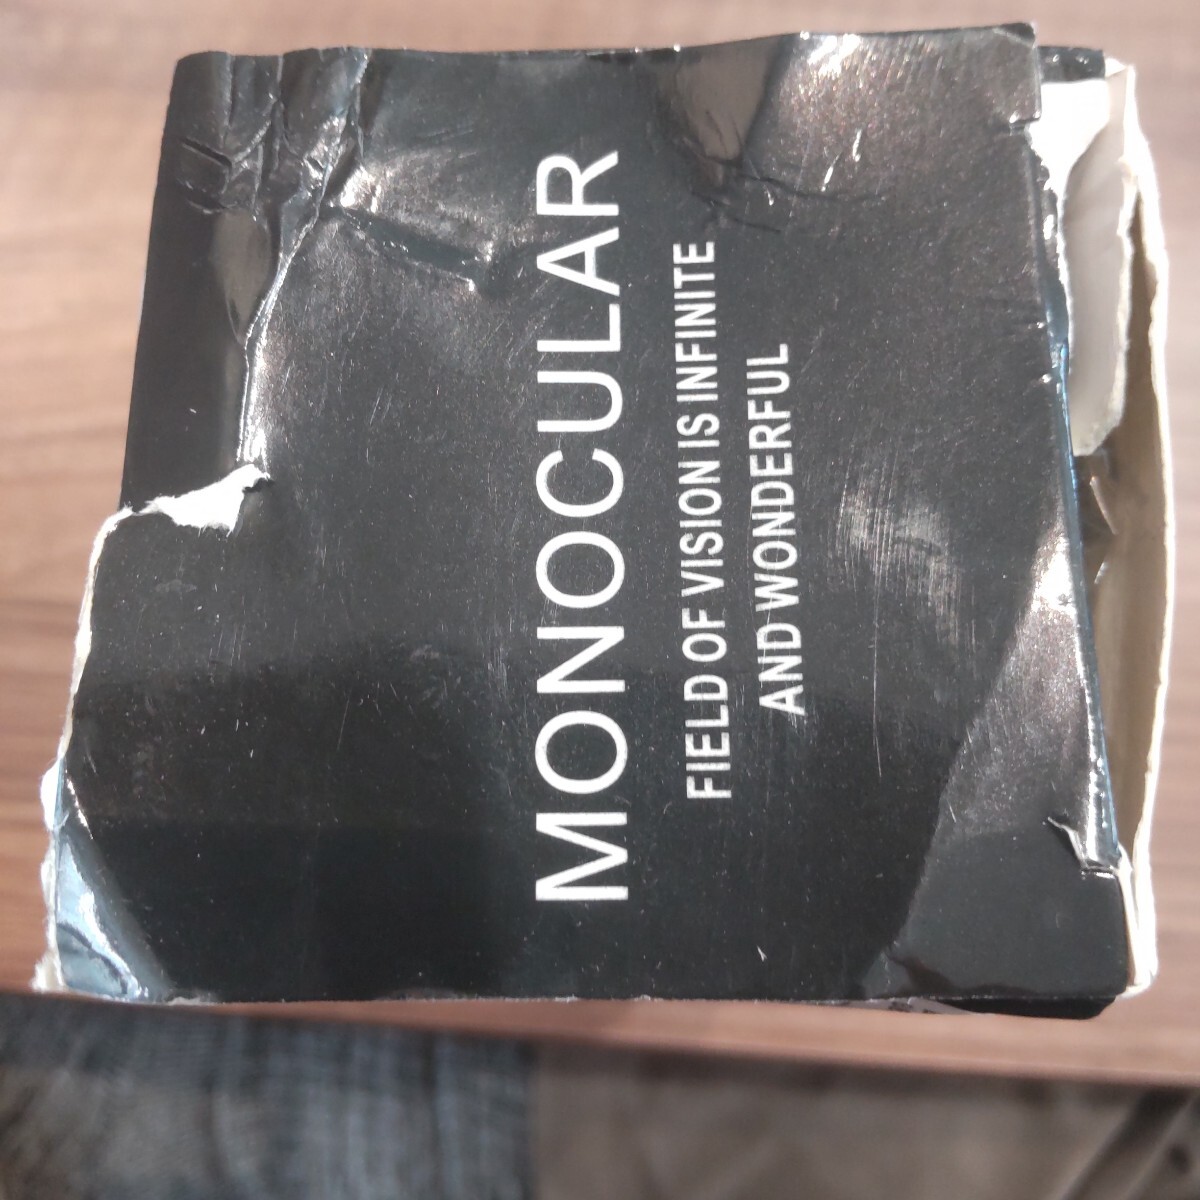 MONOCULAR
FIELD OF VISION IS INFINITE
AND WONDERFUL